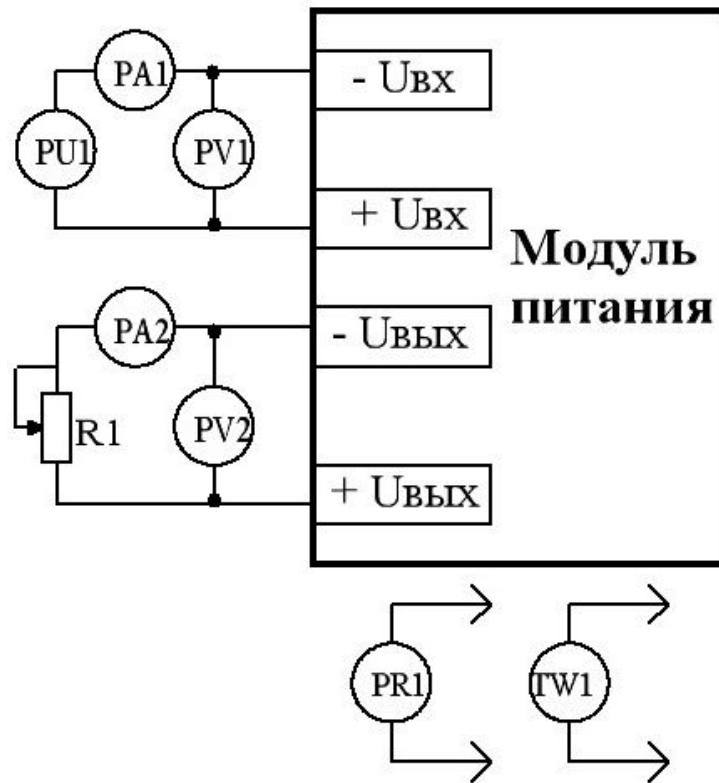 PA1
- Uвх
PU1
PV1
+ Uвх
Модуль
питания
PA2
- Uвых
R1
PV2
+ Uвых
PR1
TW1